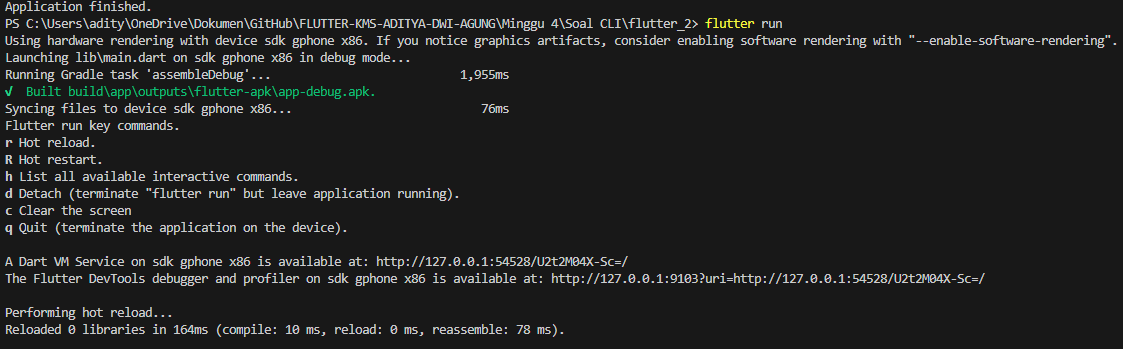 Application finished.
PS C:\Users\adity\OneDrive\Dokumen\GitHub\FLUTTER-KMS-ADITYA-DWI-AGUNG\Minggu 4\Soal CLI\flutter_2> flutter run
Using hardware rendering with device sdk gphone x86. If you notice graphics artifacts, consider enabling software rendering with "--enable-software-rendering".
Launching lib\main.dart on sdk gphone x86 in debug mode...
Running Gradle task 'assembleDebug'... 1,955ms
√ Built build\app\outputs\flutter-apk\app-debug.apk.
Syncing files to device sdk gphone x86... 76ms
Flutter run key commands.
r Hot reload.
R Hot restart.
h List all available interactive commands.
d Detach (terminate "flutter run" but leave application running).
c Clear the screen
q Quit (terminate the application on the device).
A Dart VM Service on sdk gphone x86 is available at: http://127.0.0.1:54528/U2t2M04X-Sc=/
The Flutter DevTools debugger and profiler on sdk gphone x86 is available at: http://127.0.0.1:9103?uri=http://127.0.0.1:54528/U2t2M04X-Sc=/
Performing hot reload...
Reloaded 0 libraries in 164ms (compile: 10 ms, reload: 0 ms, reassemble: 78 ms).